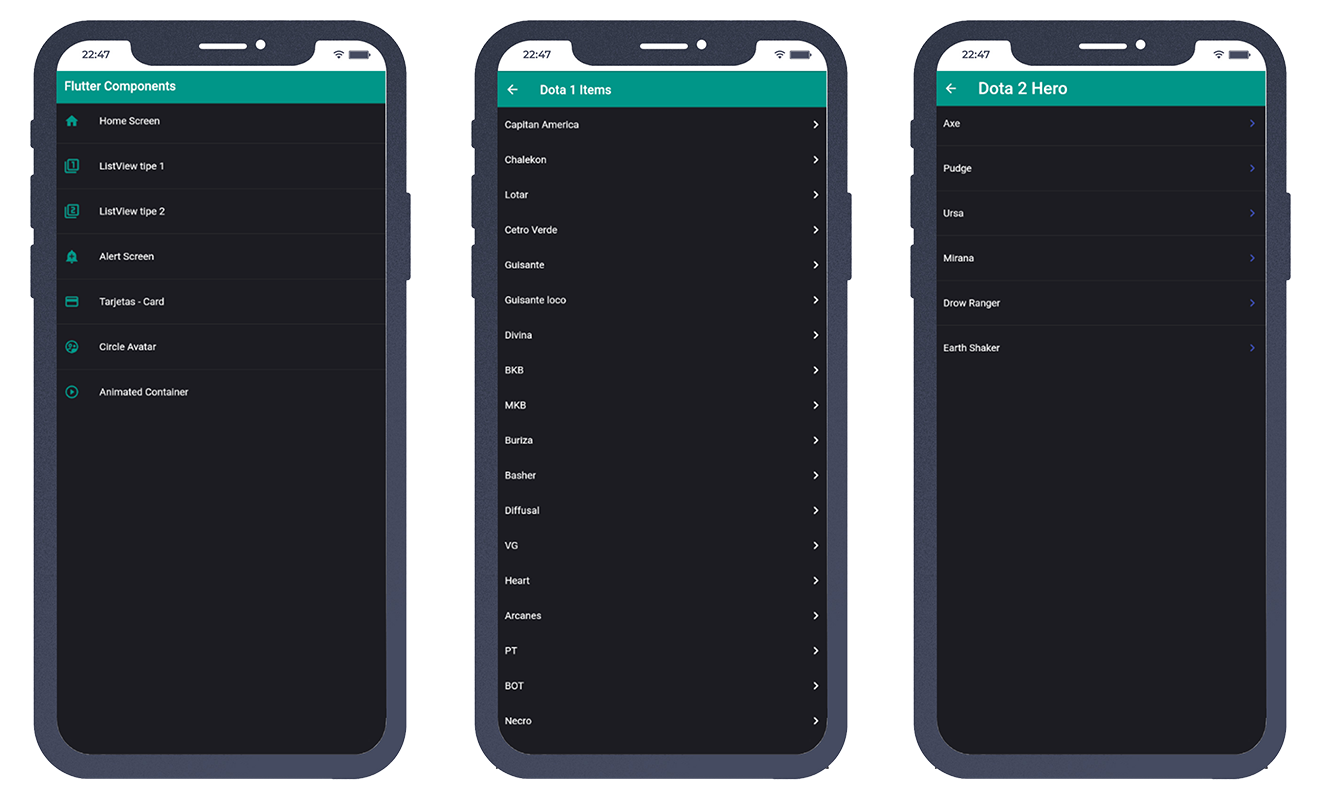 22:47
Flutter Components
Home Screen
ListView tipe 1
ListView tipe 2
Alert Screen
Tarjetas - Card
Circle Avatar
Animated Container
22:47
Dota 1 Items
Capitan America
Chalekon
Lotar
Cetro Verde
Guisante
Guisante loco
Divina
BKB
MKB
Buriza
Basher
Diffusal
VG
Heart
Arcanes
PT
BOT
Necro
22:47
Dota 2 Hero
Axe
Pudge
Ursa
Mirana
Drow Ranger
Earth Shaker